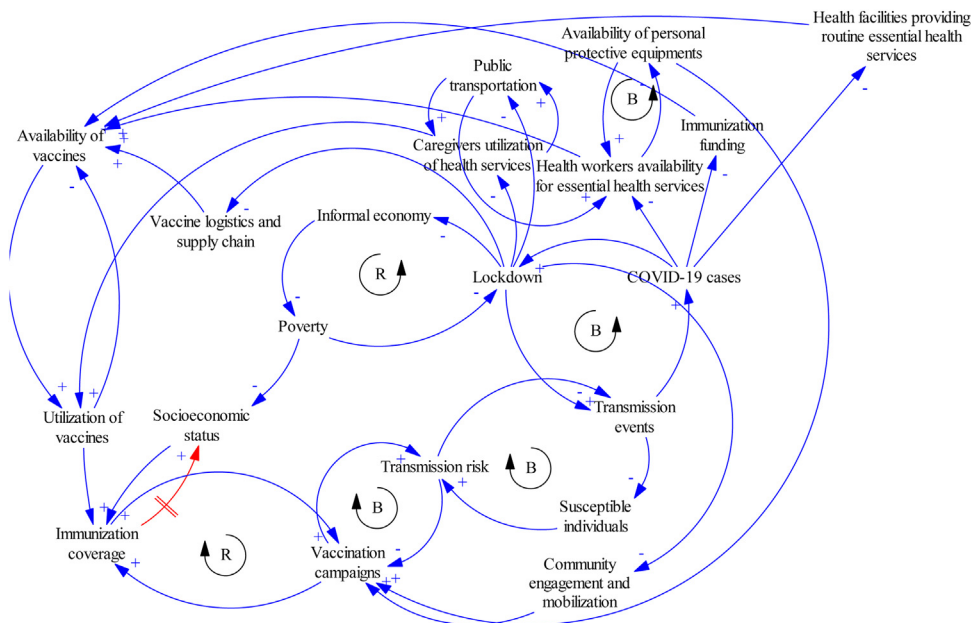 Health facilities providing
routine essential health
services
Availability of personal
protective equipments
Public
transportation
B
Immunization
funding
Availability of
vaccines
Caregivers utilization
of health services
Health workers availability
for essential health services
Vaccine logistics and
supply chain
Informal economy
R
Lockdown
COVID-19 cases
Poverty
B
Utilization of
vaccines
Socioeconomic
status
Transmission
events
Transmission risk
B
B
Susceptible
individuals
Immunization
coverage
R
Vaccination
campaigns
Community
engagement and
mobilization